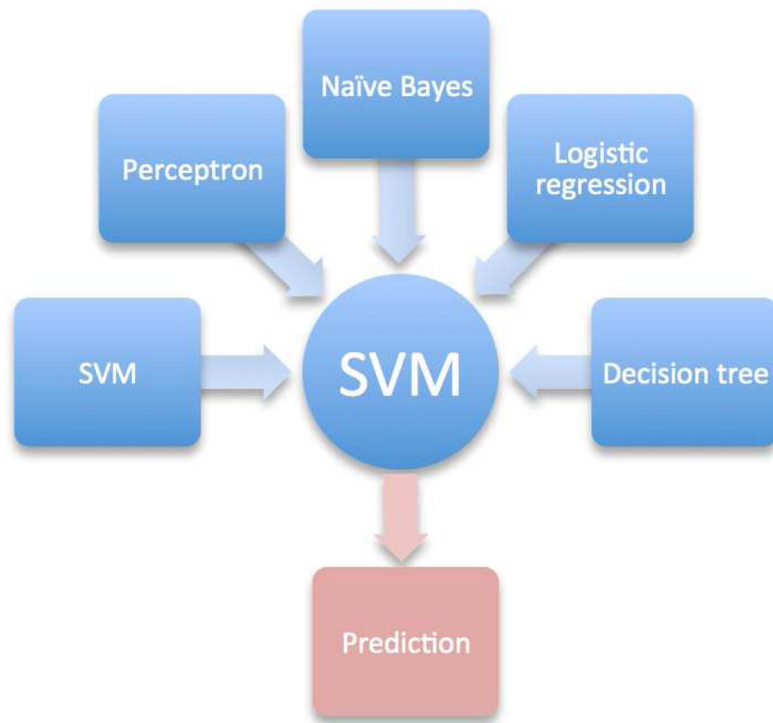 Naïve Bayes
Perceptron
Logistic
regression
SVM
SVM
Decision tree
Prediction